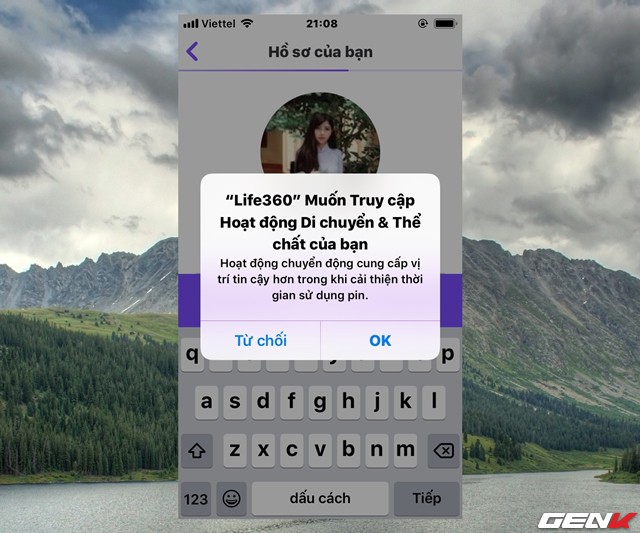 Viettel 21:08
Hồ sơ của bạn
“Life360” Muốn Truy cập
Hoạt động Di chuyển & Thể
chất của bạn
Hoạt động chuyển động cung cấp vị
trí tin cậy hơn trong khi cải thiện thời
gian sử dụng pin.
Từ chối OK
q p
a s d f g h j k l
z x c v b n m
123 dấu cách Tiếp
GENK